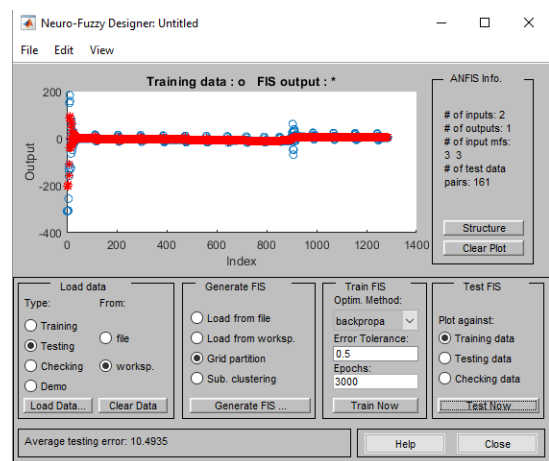 Neuro-Fuzzy Designer: Untitled
File Edit View
Training data : o FIS output : *
200
0
-200
-400
Output
0 200 400 600 800 1000 1200 1400
Index
ANFIS Info.
# of inputs: 2
# of outputs: 1
# of input mfs:
3 3
# of test data
pairs: 161
Structure
Clear Plot
Load data
Type: From:
Training
Testing
Checking
Demo
file
worksp.
Load Data... Clear Data
Generate FIS
Load from file
Load from worksp.
Grid partition
Sub. clustering
Generate FIS ...
Train FIS
Optim. Method:
backpropa
Error Tolerance:
0.5
Epochs:
3000
Train Now
Test FIS
Plot against:
Training data
Testing data
Checking data
Test Now
Average testing error: 10.4935
Help
Close